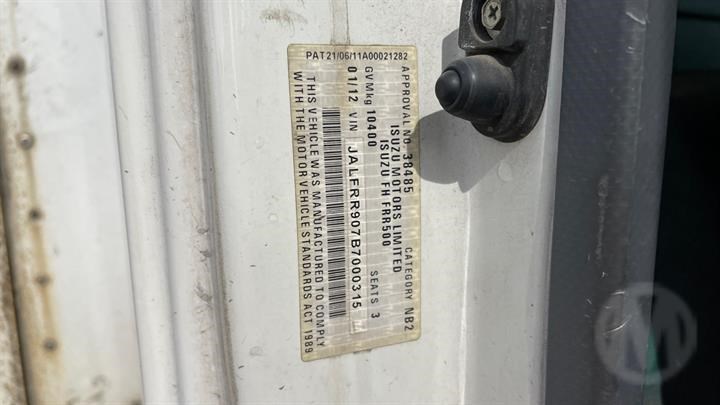 PAT21/06/11A00021282
APPROVAL NO. 38485 CATEGORY NB2
ISUZU MOTORS LIMITED
ISUZU FH FRR500
GVMkg 10400 SEATS 3
01/12 VIN JALFRR907B7000315
THIS VEHICLE WAS MANUFACTURED TO COMPLY
WITH THE MOTOR VEHICLE STANDARDS ACT 1989
M